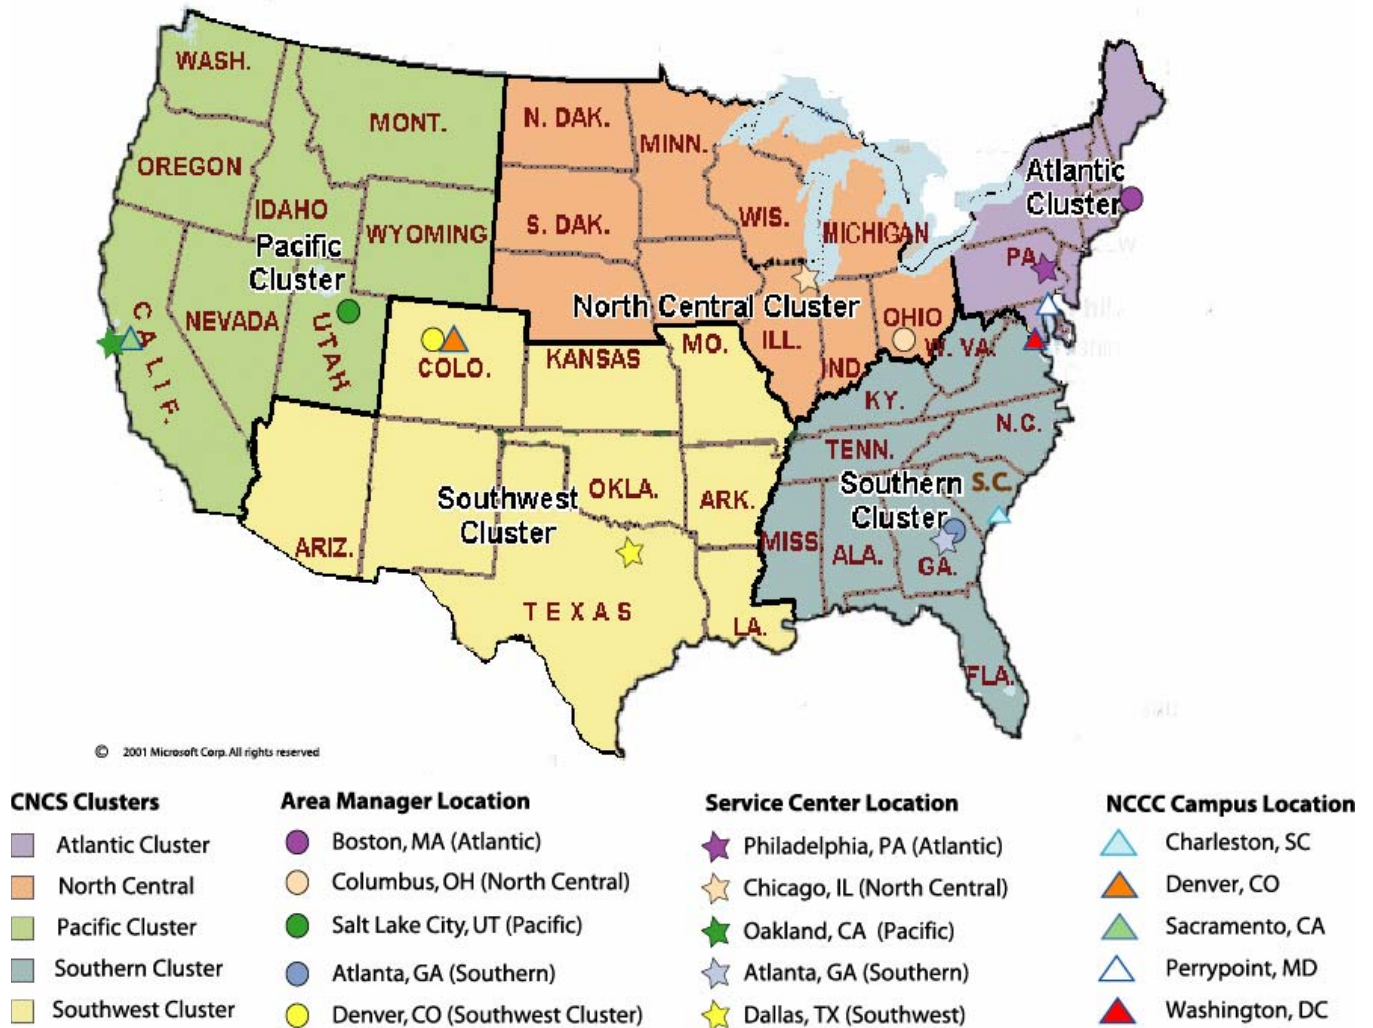 WASH.
MONT.
N. DAK.
MINN.
OREGON
IDAHO
WYOMING
S. DAK.
WIS.
MICHIGAN
Atlantic
Cluster
PA.
Pacific
Cluster
NEVADA
UTAH
CALIF.
North Central Cluster
COLO.
KANSAS
MO.
ILL.
IND.
OHIO
W. VA.
KY.
N.C.
TENN.
S.C.
Southern
Cluster
Southwest
Cluster
OKLA.
ARK.
MISS
ALA.
GA.
ARIZ.
TEXAS
LA.
FLA.
© 2001 Microsoft Corp. All rights reserved
CNCS Clusters
Atlantic Cluster
North Central
Pacific Cluster
Southern Cluster
Southwest Cluster
Area Manager Location
Boston, MA (Atlantic)
Columbus, OH (North Central)
Salt Lake City, UT (Pacific)
Atlanta, GA (Southern)
Denver, CO (Southwest Cluster)
Service Center Location
Philadelphia, PA (Atlantic)
Chicago, IL (North Central)
Oakland, CA (Pacific)
Atlanta, GA (Southern)
Dallas, TX (Southwest)
NCCC Campus Location
Charleston, SC
Denver, CO
Sacramento, CA
Perrypoint, MD
Washington, DC